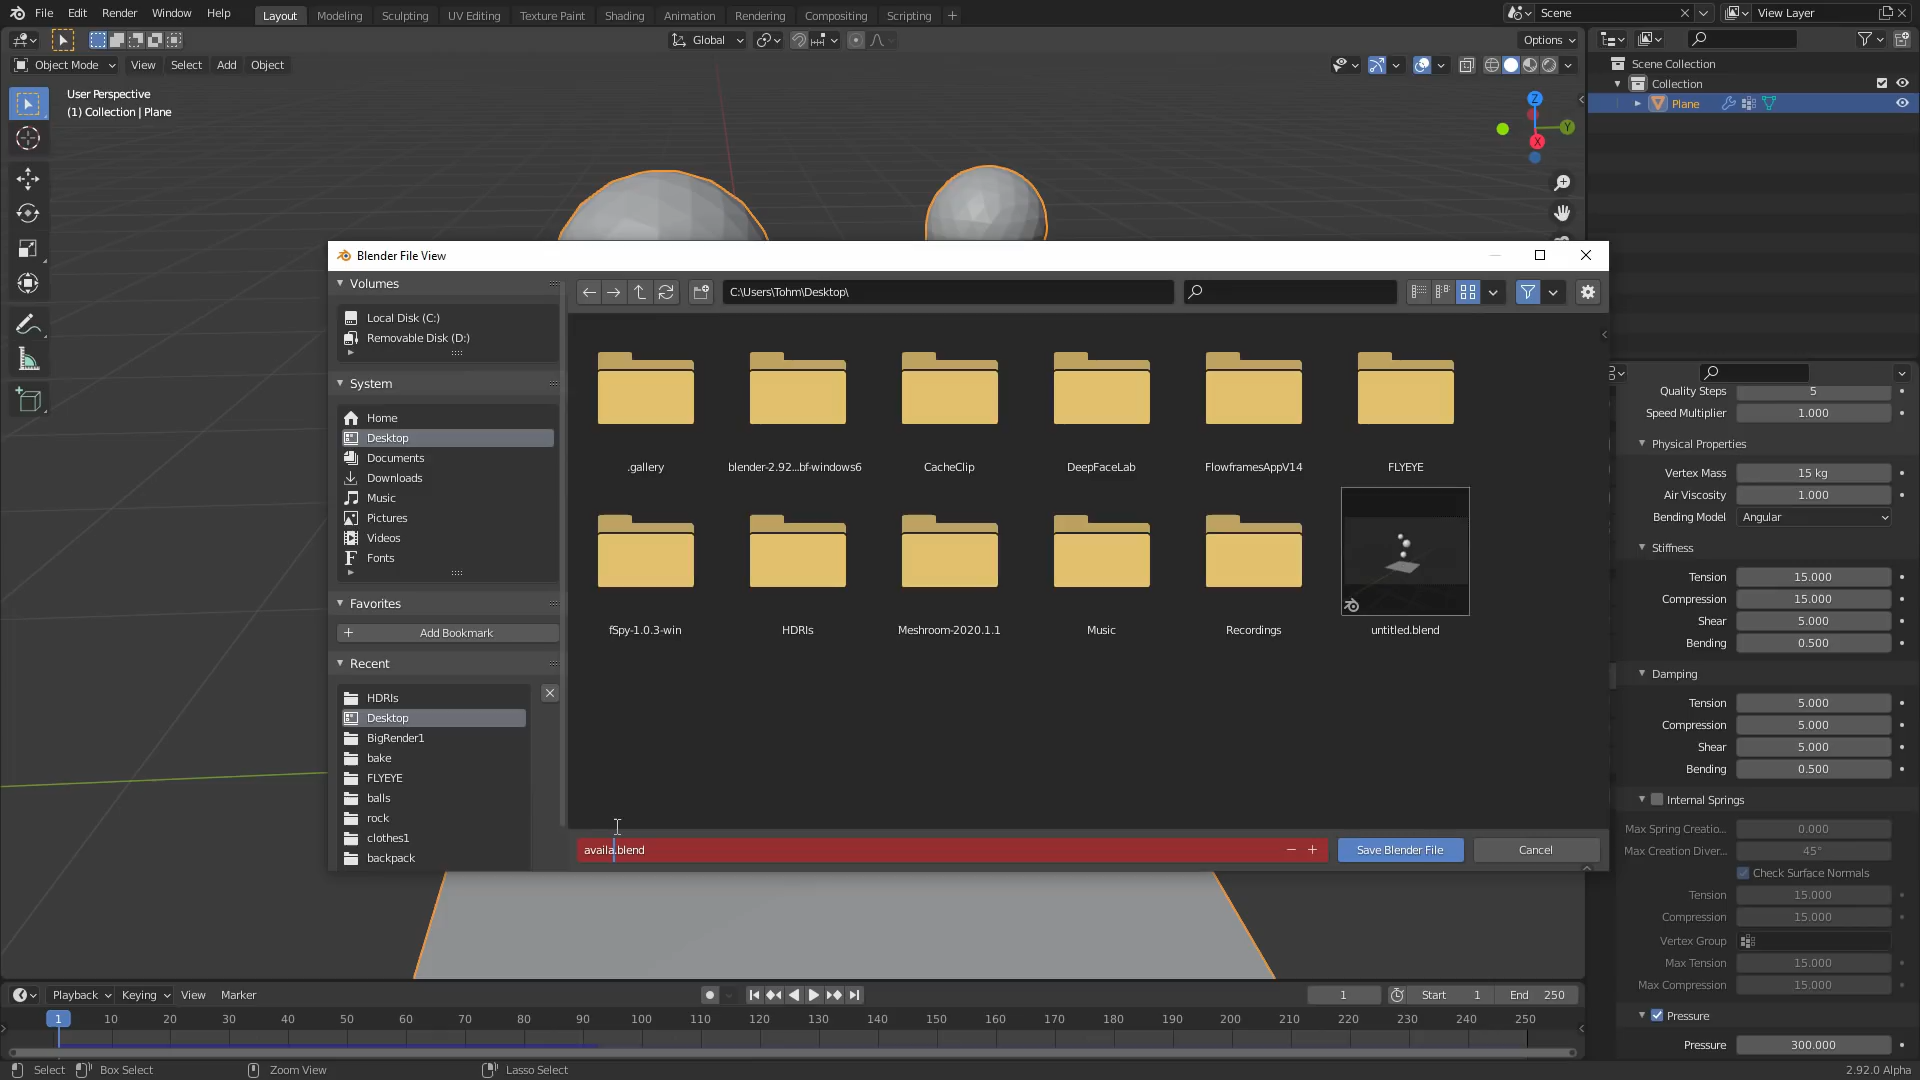 File Edit Render Window Help Layout Modeling Sculpting UV Editing Texture Paint Shading Animation Rendering Compositing Scripting + Scene View Layer
Global Options
Object Mode View Select Add Object
User Perspective
(1) Collection | Plane
Z
Y
X
Scene Collection
Collection
Plane
Blender File View
Volumes
Local Disk (C:)
Removable Disk (D:)
System
Home
Desktop
Documents
Downloads
Music
Pictures
Videos
Fonts
Favorites
Add Bookmark
Recent
HDRIs
Desktop
BigRender1
bake
FLYEYE
balls
rock
clothes1
backpack
C:\Users\Tohm\Desktop\
.gallery blender-2.92...bf-windows6 CacheClip DeepFaceLab FlowframesAppV14 FLYEYE
fSpy-1.0.3-win HDRIs Meshroom-2020.1.1 Music Recordings untitled.blend
availa.blend
Save Blender File Cancel
Quality Steps 5
Speed Multiplier 1.000
Physical Properties
Vertex Mass 15 kg
Air Viscosity 1.000
Bending Model Angular
Stiffness
Tension 15.000
Compression 15.000
Shear 5.000
Bending 0.500
Damping
Tension 5.000
Compression 5.000
Shear 5.000
Bending 0.500
Internal Springs
Max Spring Creatio... 0.000
Max Creation Diver... 45°
Check Surface Normals
Tension 15.000
Compression 15.000
Vertex Group
Max Tension 15.000
Max Compression 15.000
Pressure
Pressure 300.000
Playback Keying View Marker 1 Start 1 End 250
1 10 20 30 40 50 60 70 80 90 100 110 120 130 140 150 160 170 180 190 200 210 220 230 240 250
Select Box Select Zoom View Lasso Select 2.92.0 Alpha